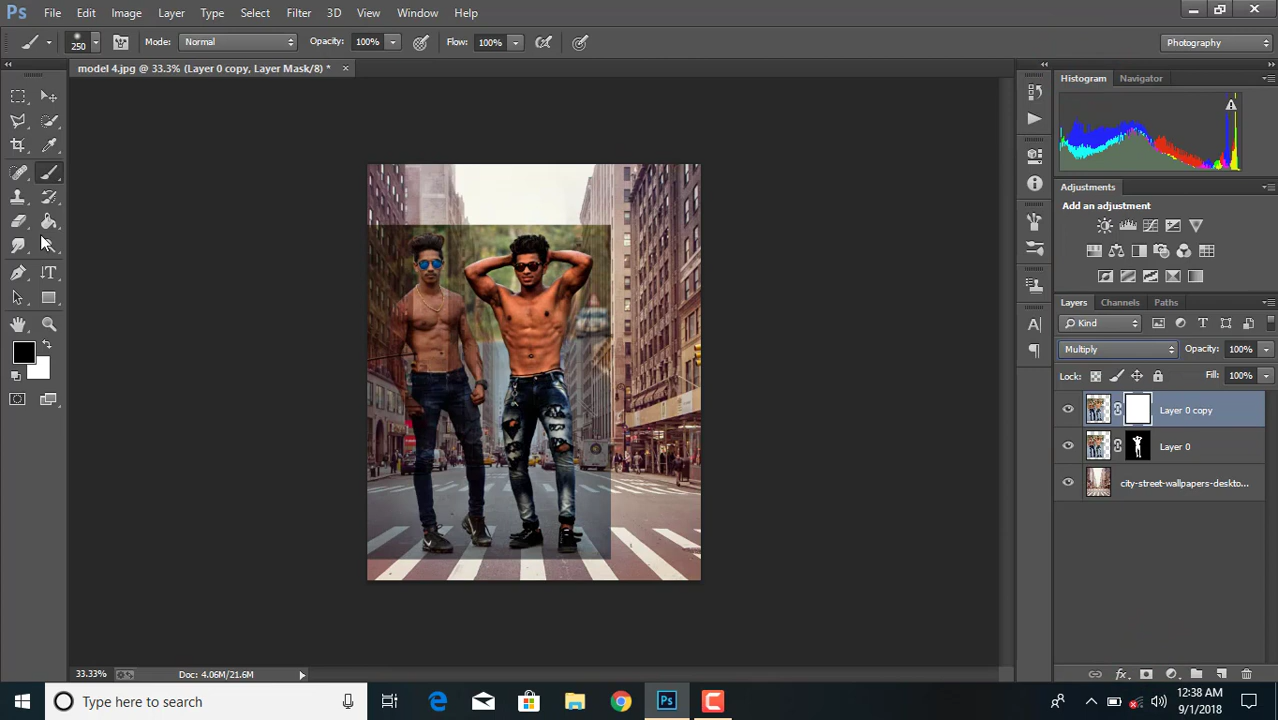 Ps File Edit Image Layer Type Select Filter 3D View Window Help
250 Mode: Normal Opacity: 100% Flow: 100% Photography
model 4.jpg @ 33.3% (Layer 0 copy, Layer Mask/8) * ×
Histogram Navigator
Adjustments
Add an adjustment
Layers Channels Paths
Kind
Multiply Opacity: 100%
Lock: Fill: 100%
Layer 0 copy
Layer 0
city-street-wallpapers-deskto...
33.33% Doc: 4.06M/21.6M
Type here to search
12:38 AM
9/1/2018